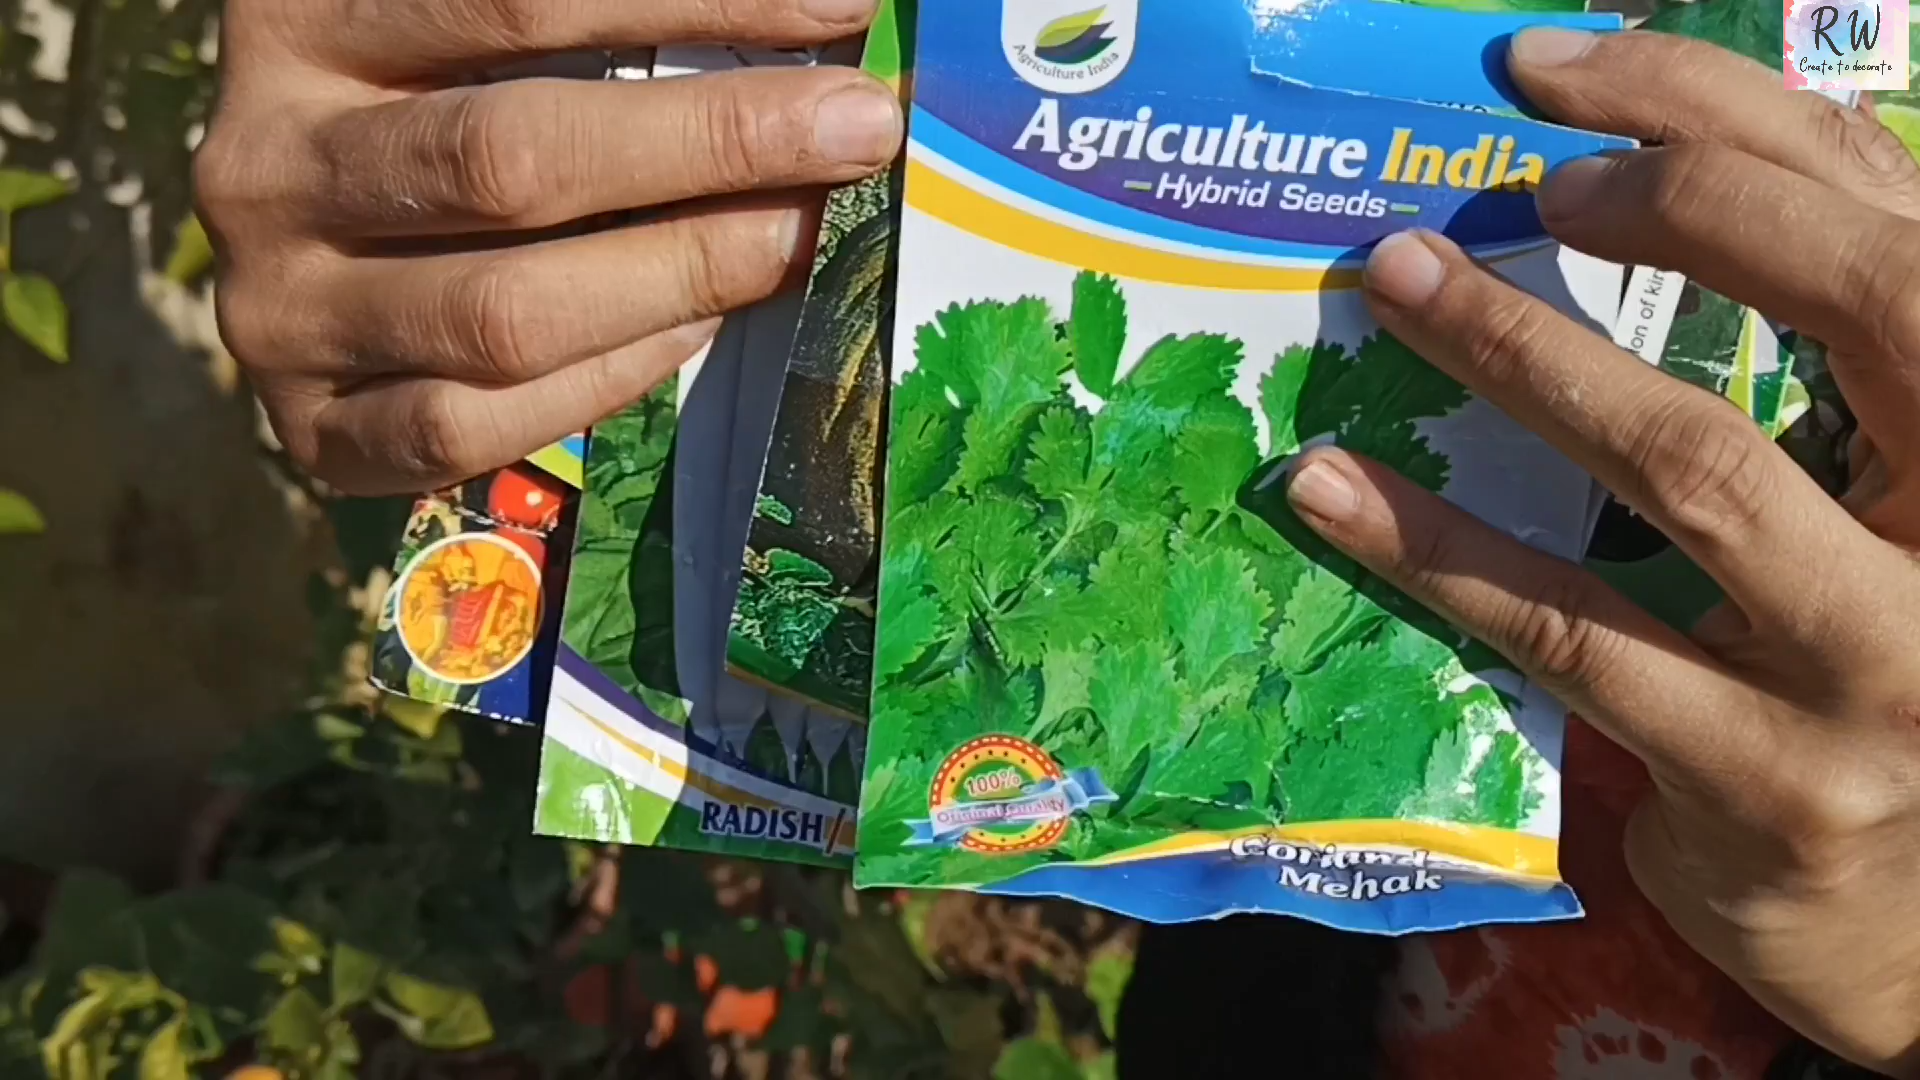 RW
Create to decorate
Agriculture India
Agriculture India
Hybrid Seeds
100%
Original Quality
RADISH/
Mehak